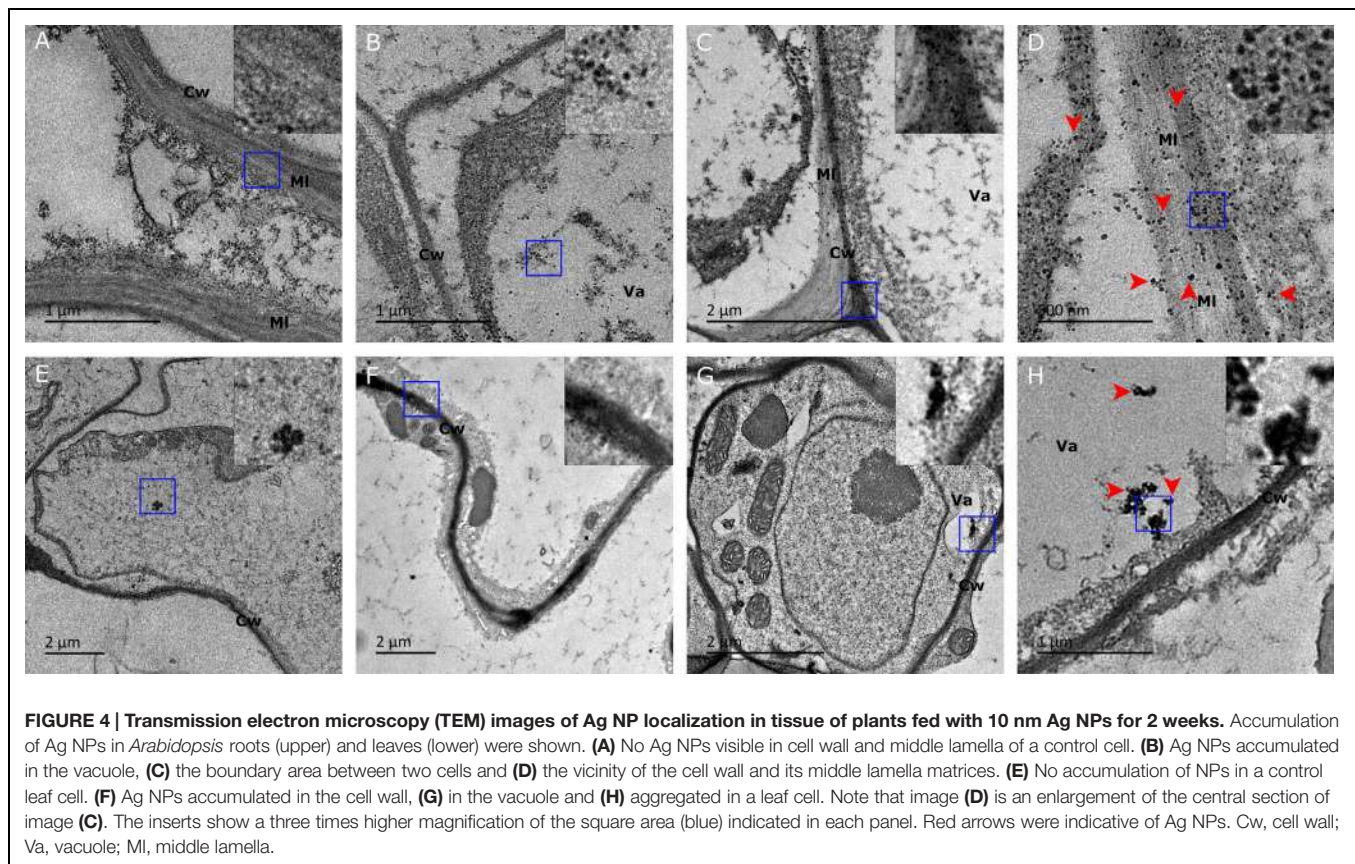 A
Cw
Ml
Ml
1 μm
B
Cw
Va
1 μm
C
Ml
Va
Cw
2 μm
D
Ml
Ml
500 nm
E
Cw
2 μm
F
Cw
2 μm
G
Va
Cw
2 μm
H
Va
Cw
1 μm
FIGURE 4 | Transmission electron microscopy (TEM) images of Ag NP localization in tissue of plants fed with 10 nm Ag NPs for 2 weeks. Accumulation
of Ag NPs in Arabidopsis roots (upper) and leaves (lower) were shown. (A) No Ag NPs visible in cell wall and middle lamella of a control cell. (B) Ag NPs accumulated
in the vacuole, (C) the boundary area between two cells and (D) the vicinity of the cell wall and its middle lamella matrices. (E) No accumulation of NPs in a control
leaf cell. (F) Ag NPs accumulated in the cell wall, (G) in the vacuole and (H) aggregated in a leaf cell. Note that image (D) is an enlargement of the central section of
image (C). The inserts show a three times higher magnification of the square area (blue) indicated in each panel. Red arrows were indicative of Ag NPs. Cw, cell wall;
Va, vacuole; Ml, middle lamella.